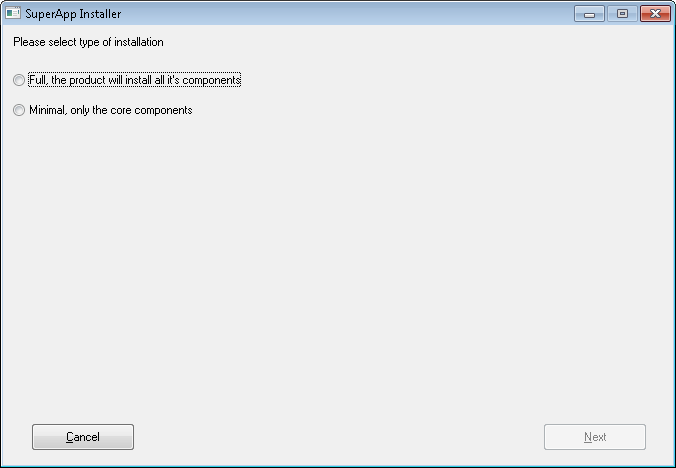 SuperApp Installer
Please select type of installation
Full, the product will install all it's components
Minimal, only the core components
Cancel
Next